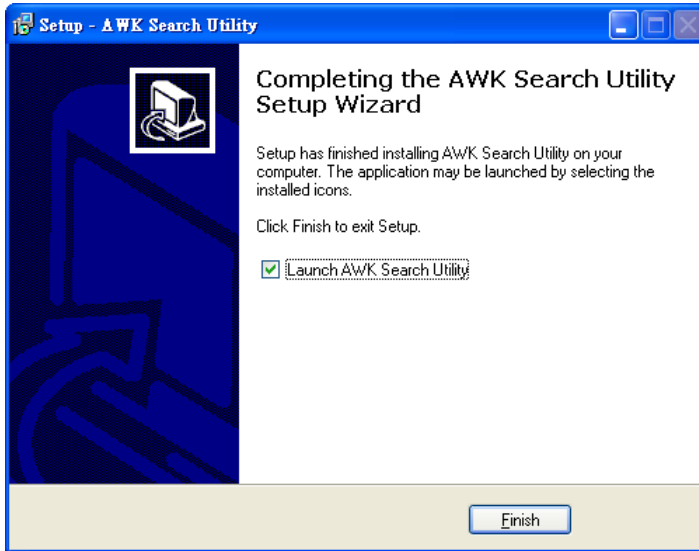 Setup - AWK Search Utility
Completing the AWK Search Utility
Setup Wizard
Setup has finished installing AWK Search Utility on your
computer. The application may be launched by selecting the
installed icons.
Click Finish to exit Setup.
Launch AWK Search Utility
Finish